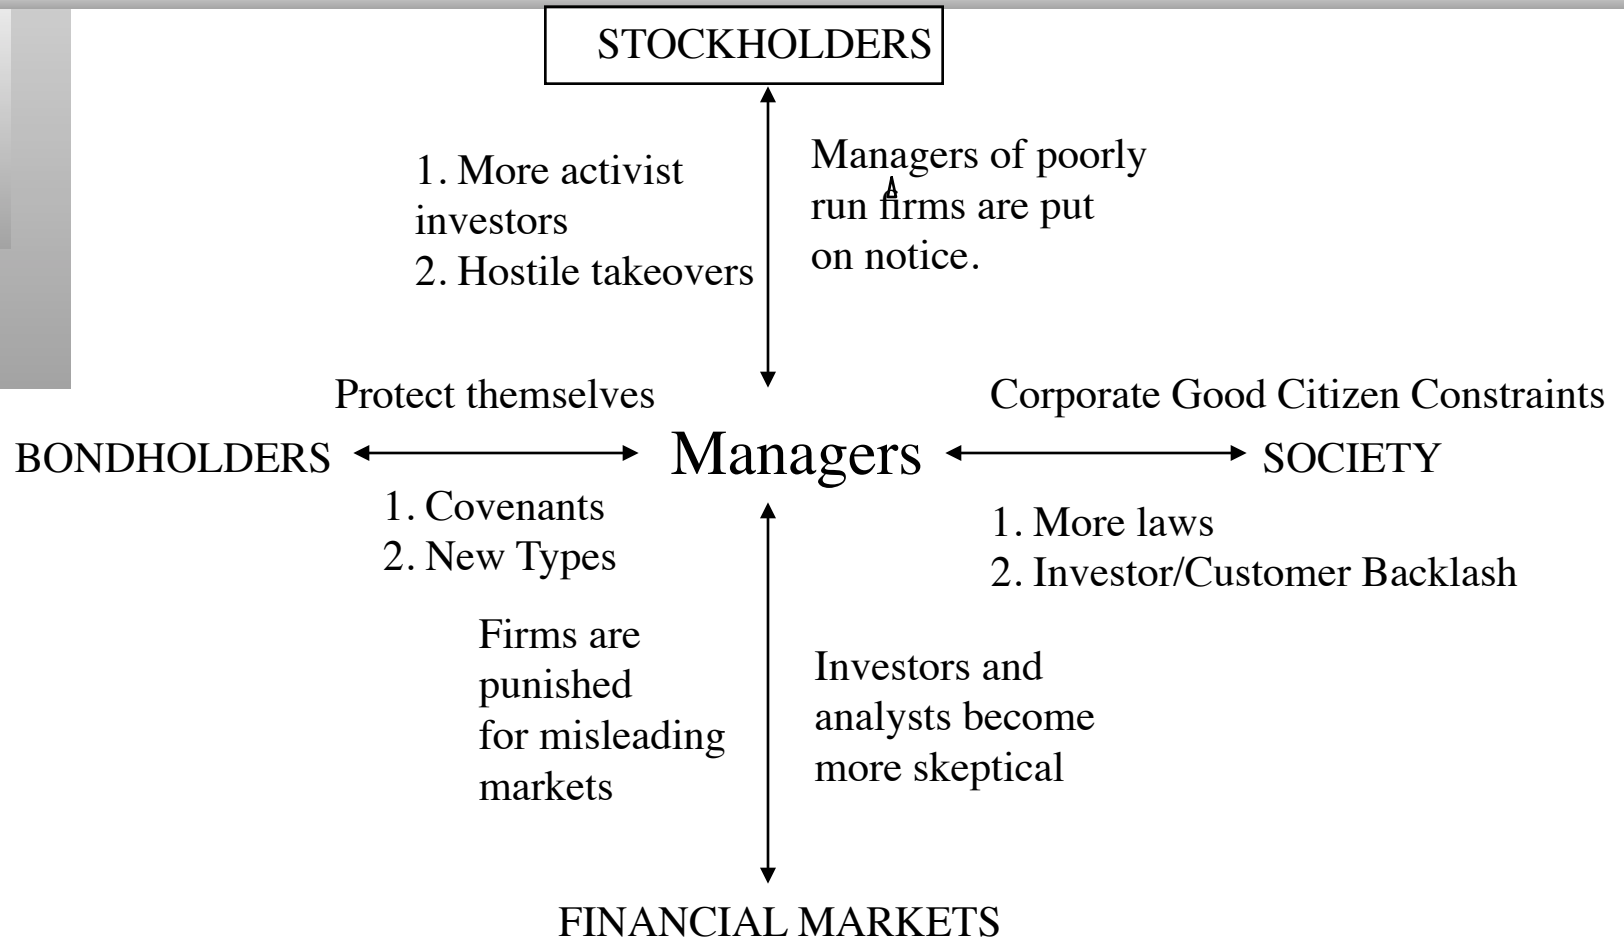 STOCKHOLDERS
1. More activist
investors
2. Hostile takeovers
Managers of poorly
run firms are put
on notice.
Protect themselves
Corporate Good Citizen Constraints
BONDHOLDERS
Managers
SOCIETY
1. Covenants
2. New Types
1. More laws
2. Investor/Customer Backlash
Firms are
punished
for misleading
markets
Investors and
analysts become
more skeptical
FINANCIAL MARKETS